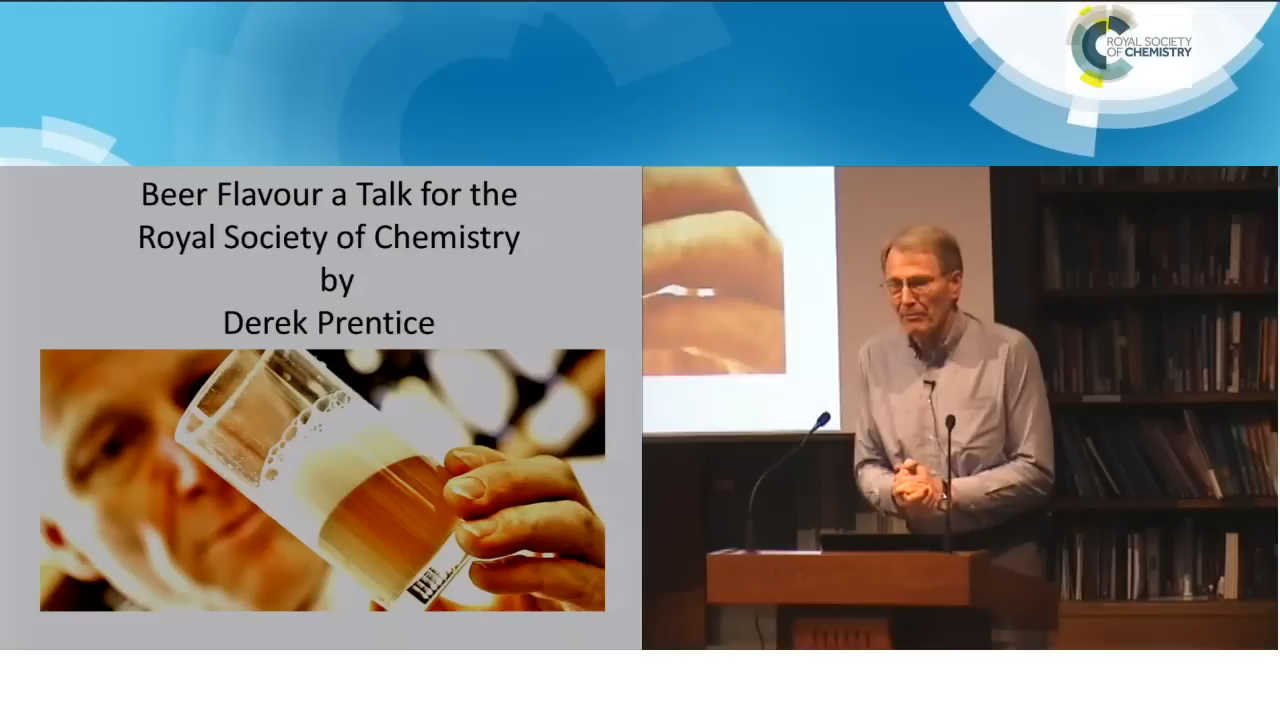 ROYAL SOCIETY
OF CHEMISTRY
Beer Flavour a Talk for the
Royal Society of Chemistry
by
Derek Prentice